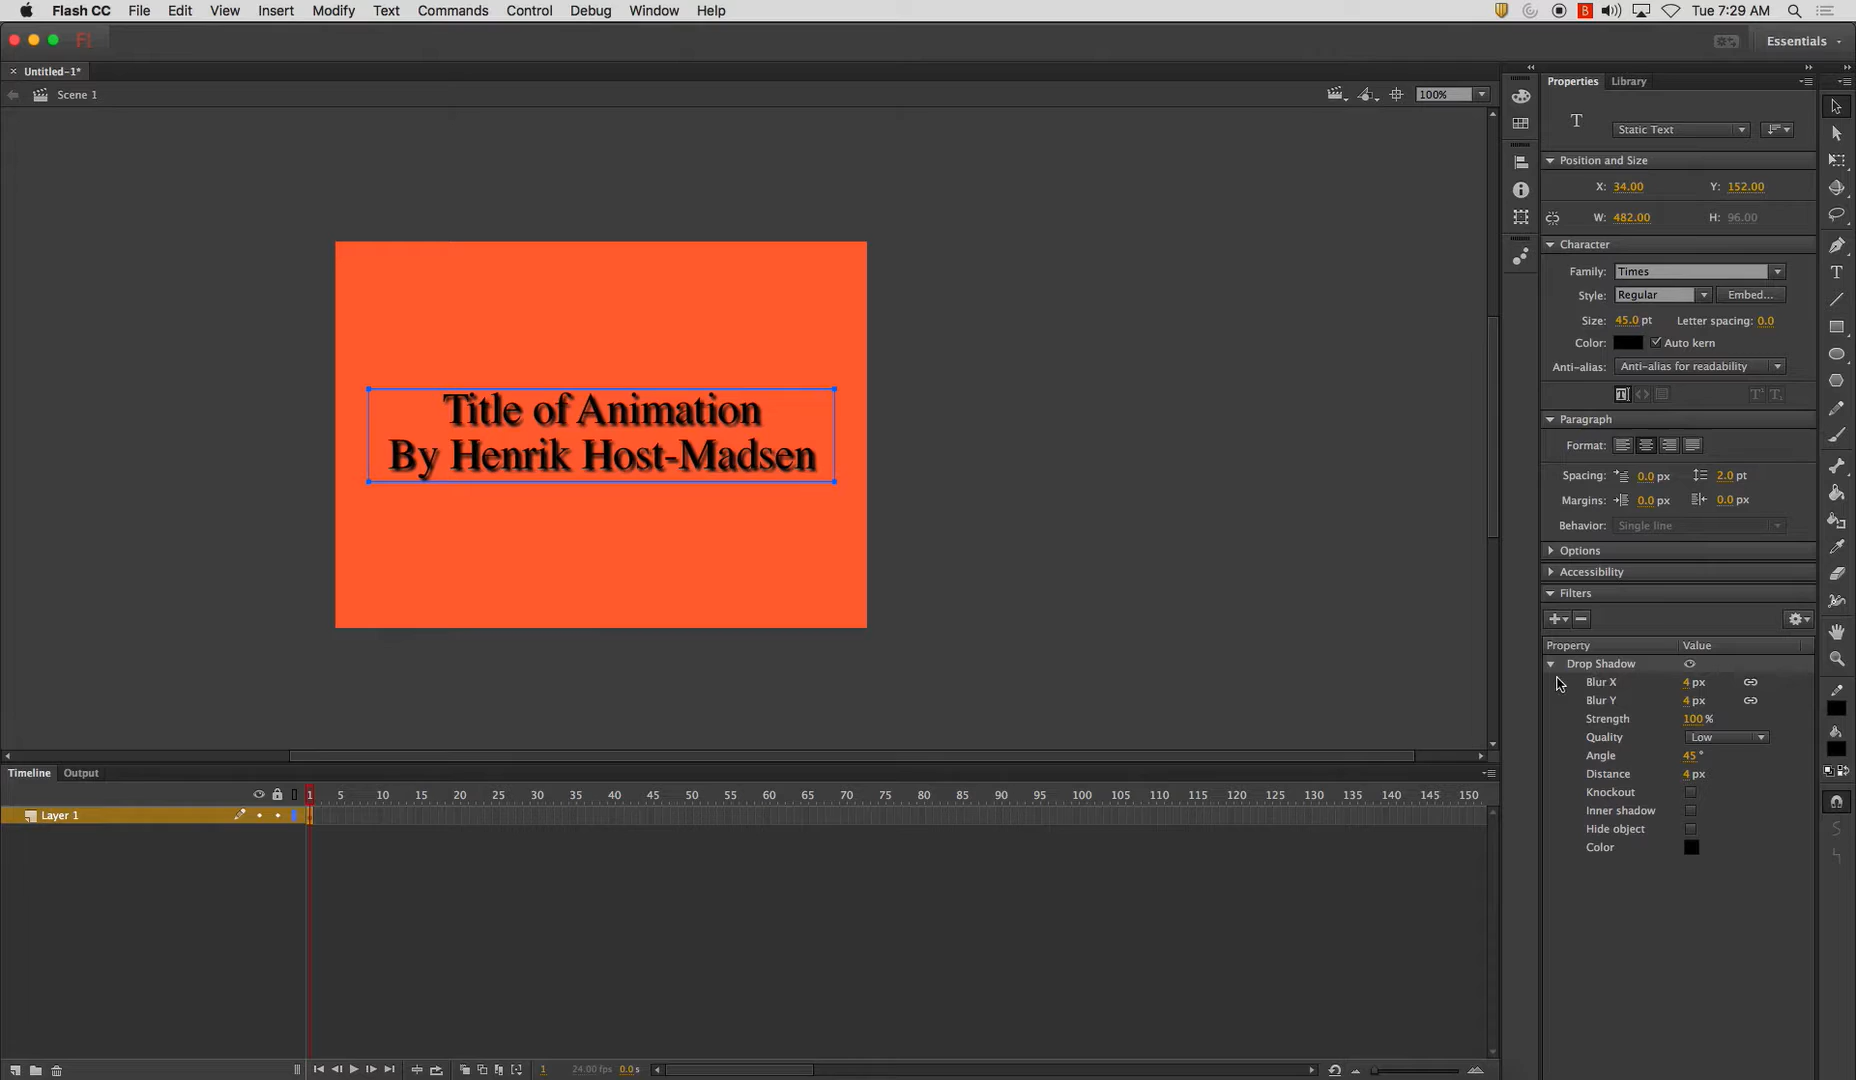 Flash CC File Edit View Insert Modify Text Commands Control Debug Window Help B Tue 7:29 AM
Fl Essentials
× Untitled-1*
Scene 1 100%
Properties Library
T Static Text
Position and Size
X: 34.00 Y: 152.00
W: 482.00 H: 96.00
Character
Family: Times
Style: Regular Embed...
Size: 45.0 pt Letter spacing: 0.0
Color: Auto kern
Anti-alias: Anti-alias for readability
Paragraph
Format:
Spacing: 0.0 px 2.0 pt
Margins: 0.0 px 0.0 px
Behavior: Single line
Options
Accessibility
Filters
Property Value
Drop Shadow
Blur X 4 px
Blur Y 4 px
Strength 100 %
Quality Low
Angle 45 °
Distance 4 px
Knockout
Inner shadow
Hide object
Color
Title of Animation
By Henrik Host-Madsen
Timeline Output
1 5 10 15 20 25 30 35 40 45 50 55 60 65 70 75 80 85 90 95 100 105 110 115 120 125 130 135 140 145 150
Layer 1
1 24.00 fps 0.0 s